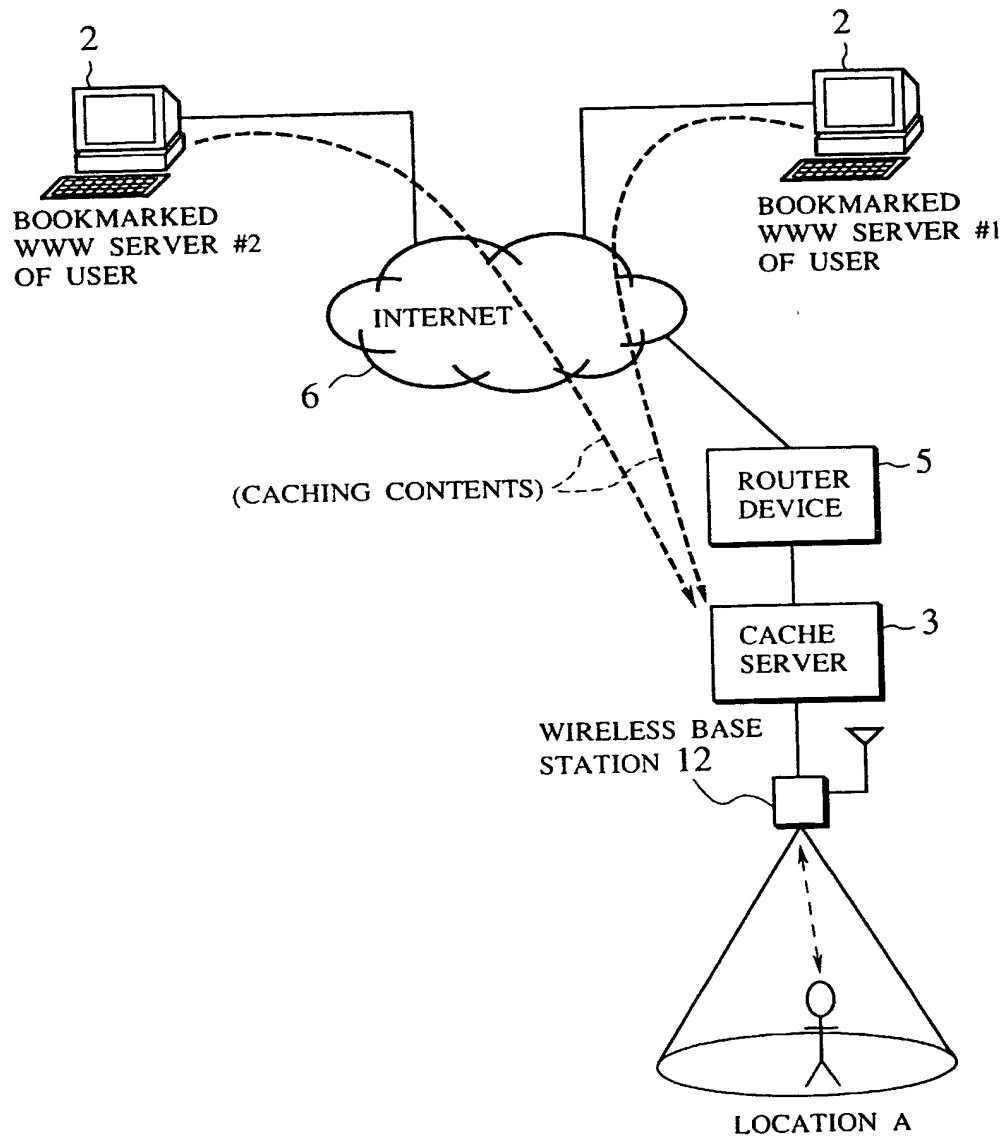 2
2
BOOKMARKED
WWW SERVER #2
OF USER
BOOKMARKED
WWW SERVER #1
OF USER
INTERNET
6
(CACHING CONTENTS)
ROUTER
DEVICE
5
CACHE
SERVER
3
WIRELESS BASE
STATION 12
LOCATION A